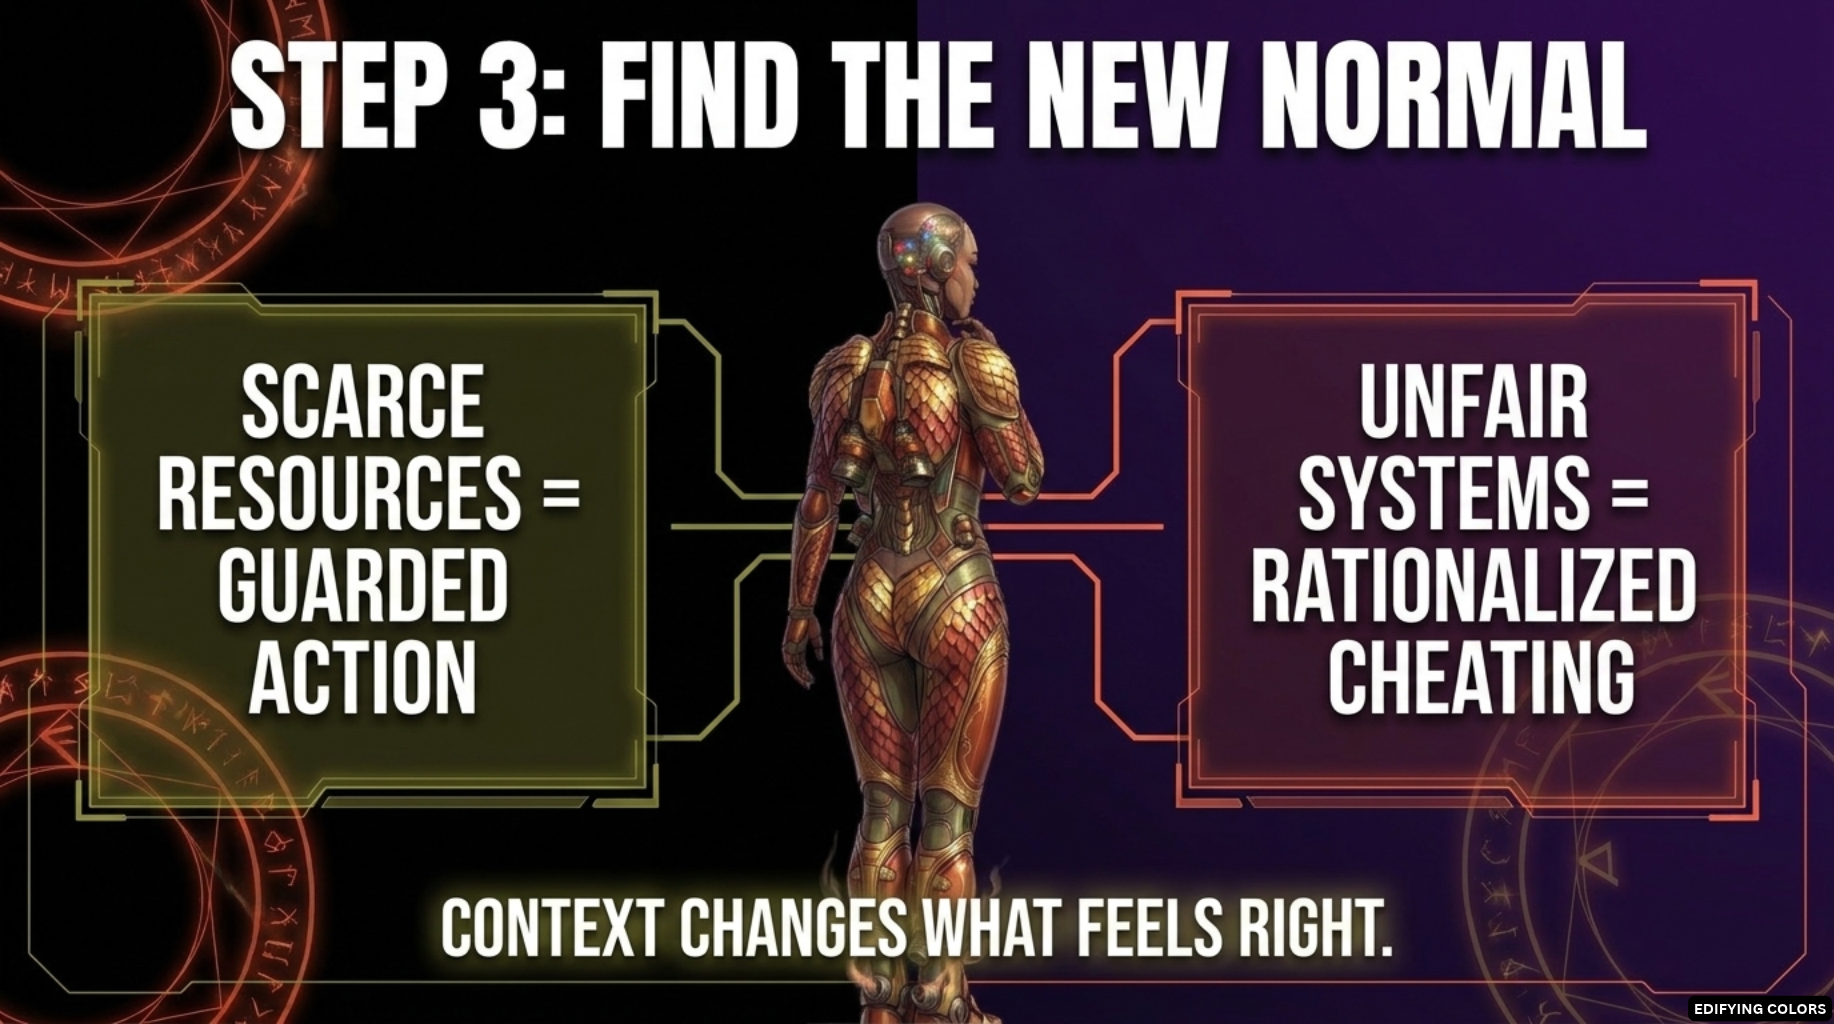 STEP 3: FIND THE NEW NORMAL
SCARCE
RESOURCES =
GUARDED
ACTION
UNFAIR
SYSTEMS =
RATIONALIZED
CHEATING
CONTEXT CHANGES WHAT FEELS RIGHT.
EDIFYING COLORS